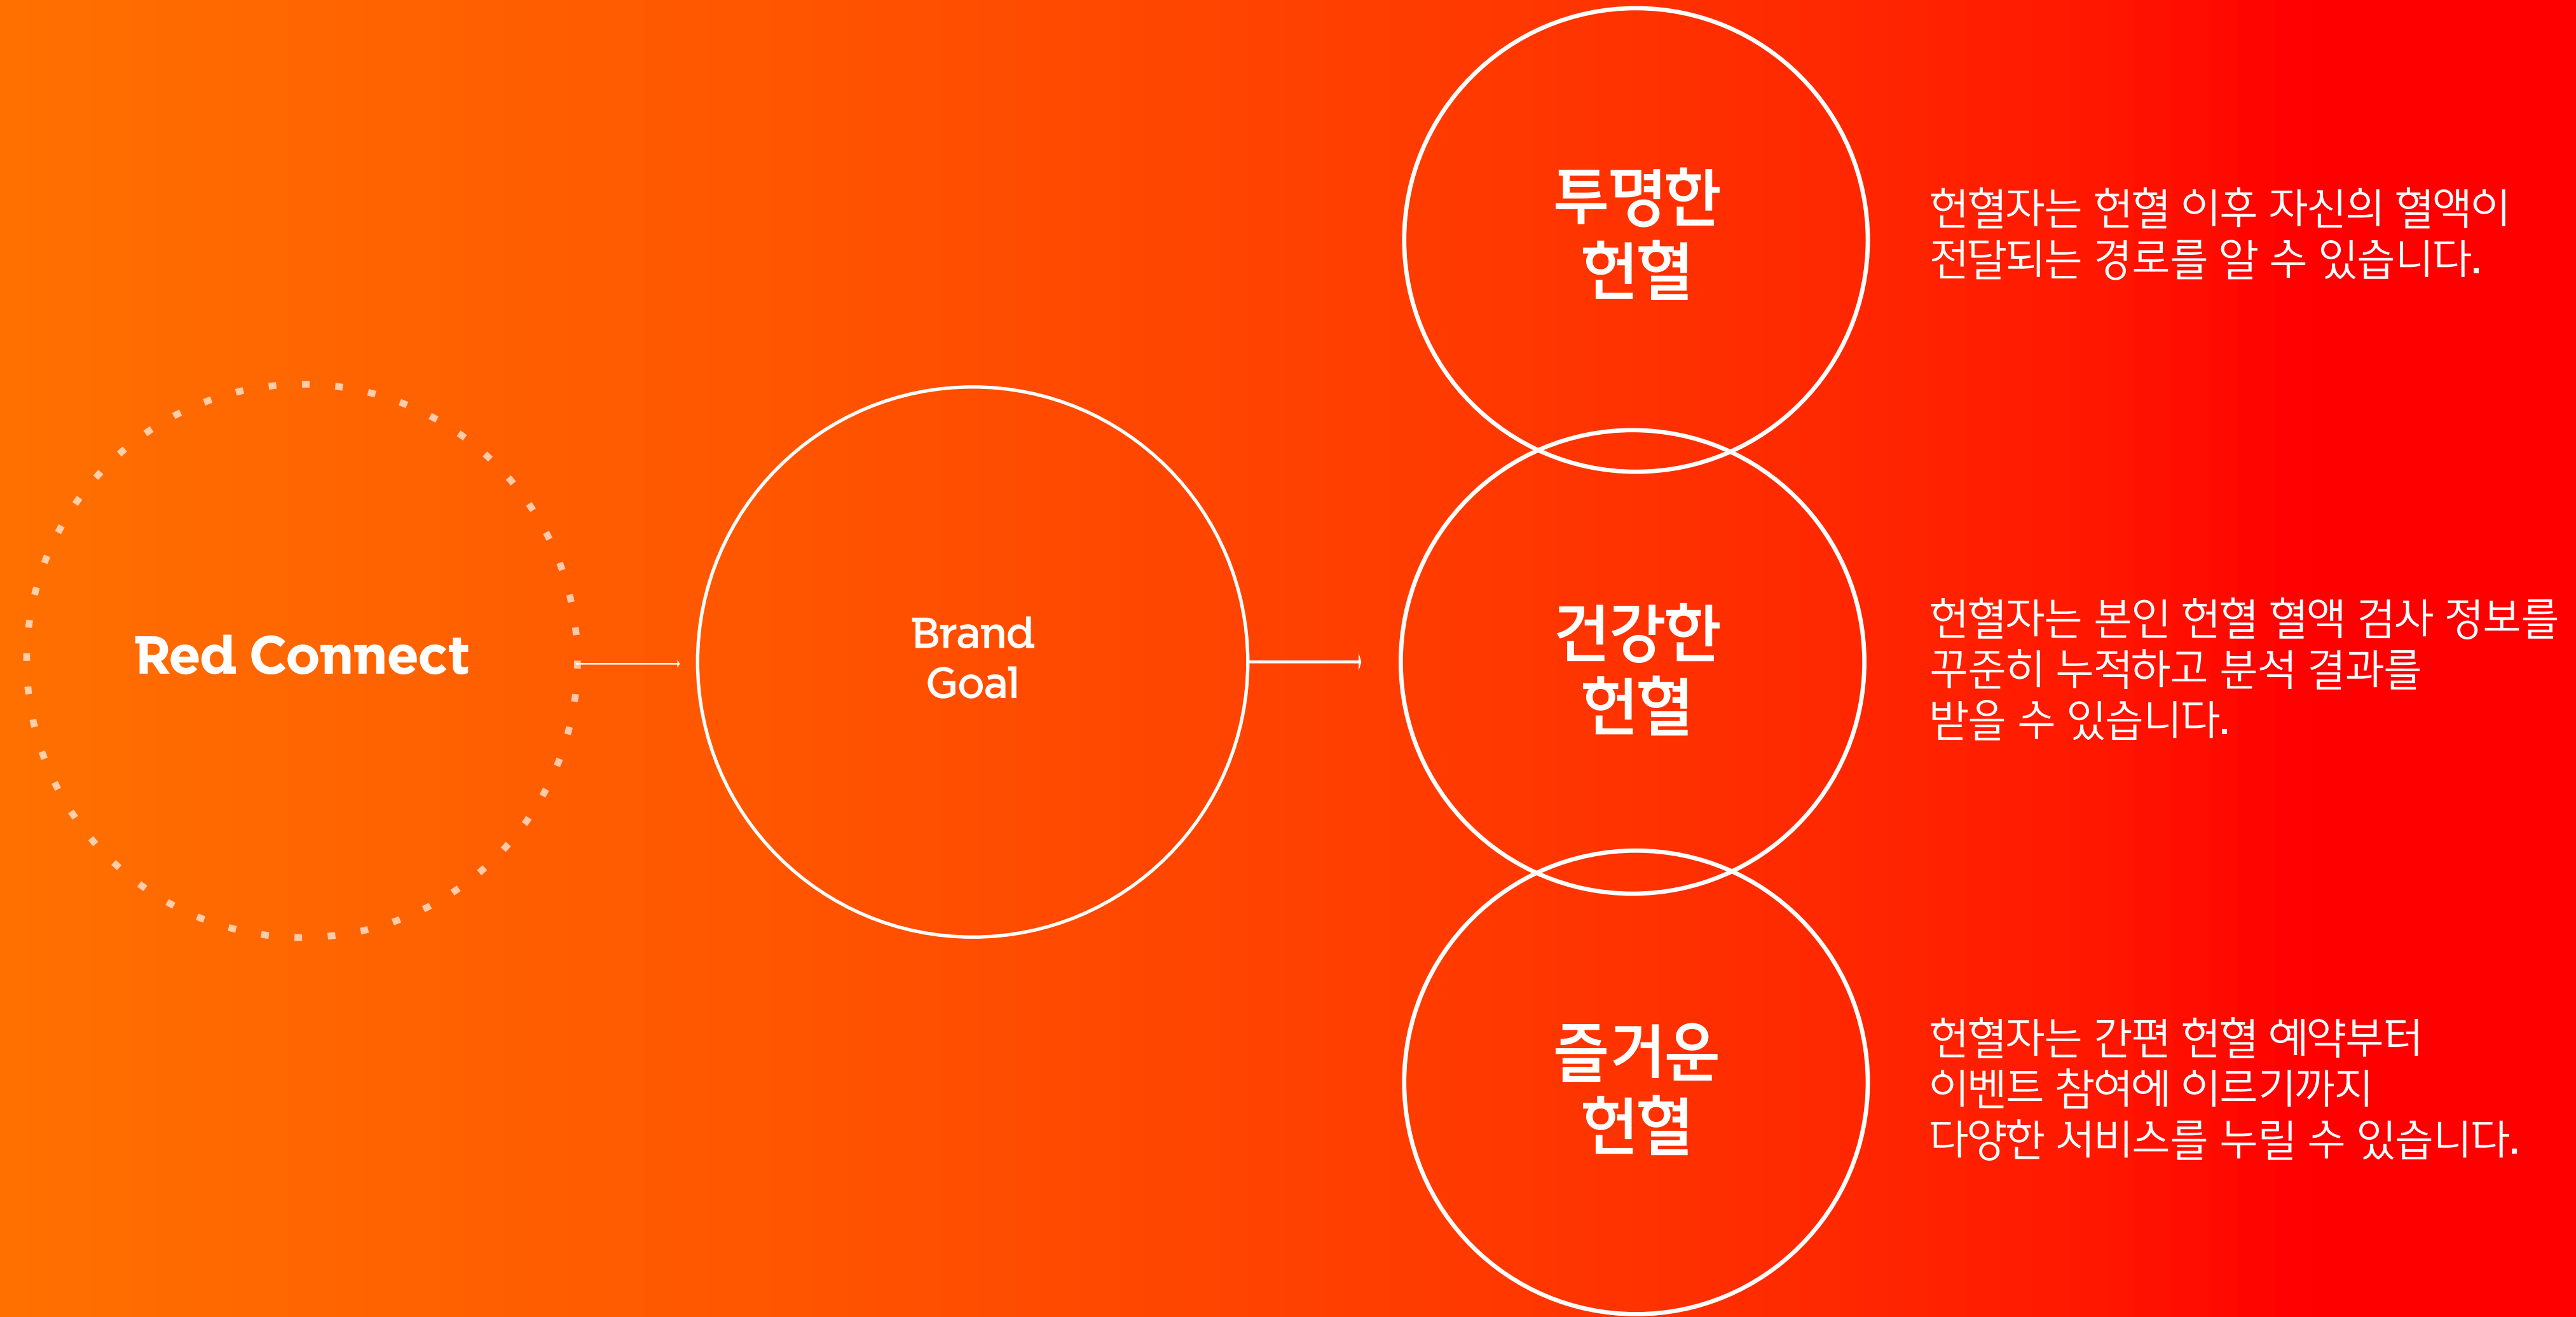 Red Connect
Brand
Goal
투명한
헌혈
헌혈자는 헌혈 이후 자신의 혈액이
전달되는 경로를 알 수 있습니다.
건강한
헌혈
헌혈자는 본인 헌혈 혈액 검사 정보를
꾸준히 누적하고 분석 결과를
받을 수 있습니다.
즐거운
헌혈
헌혈자는 간편 헌혈 예약부터
이벤트 참여에 이르기까지
다양한 서비스를 누릴 수 있습니다.